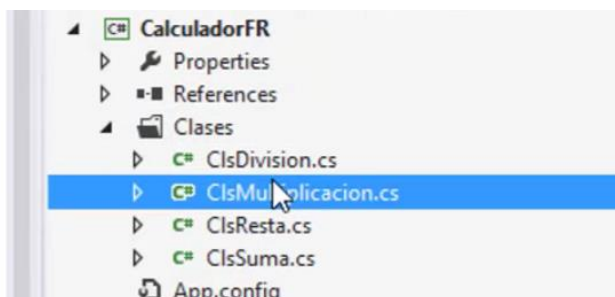 C# CalculadorFR
Properties
References
Clases
C# ClsDivision.cs
C# ClsMultiplicacion.cs
C# ClsResta.cs
C# ClsSuma.cs
App.config